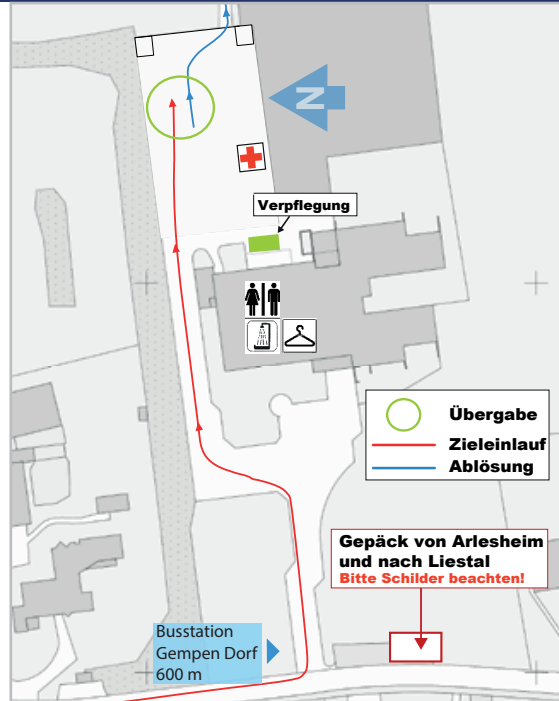 N
Verpflegung
Übergabe
Zieleinlauf
Ablösung
Gepäck von Arlesheim
und nach Liestal
Bitte Schilder beachten!
Busstation
Gempen Dorf
600 m